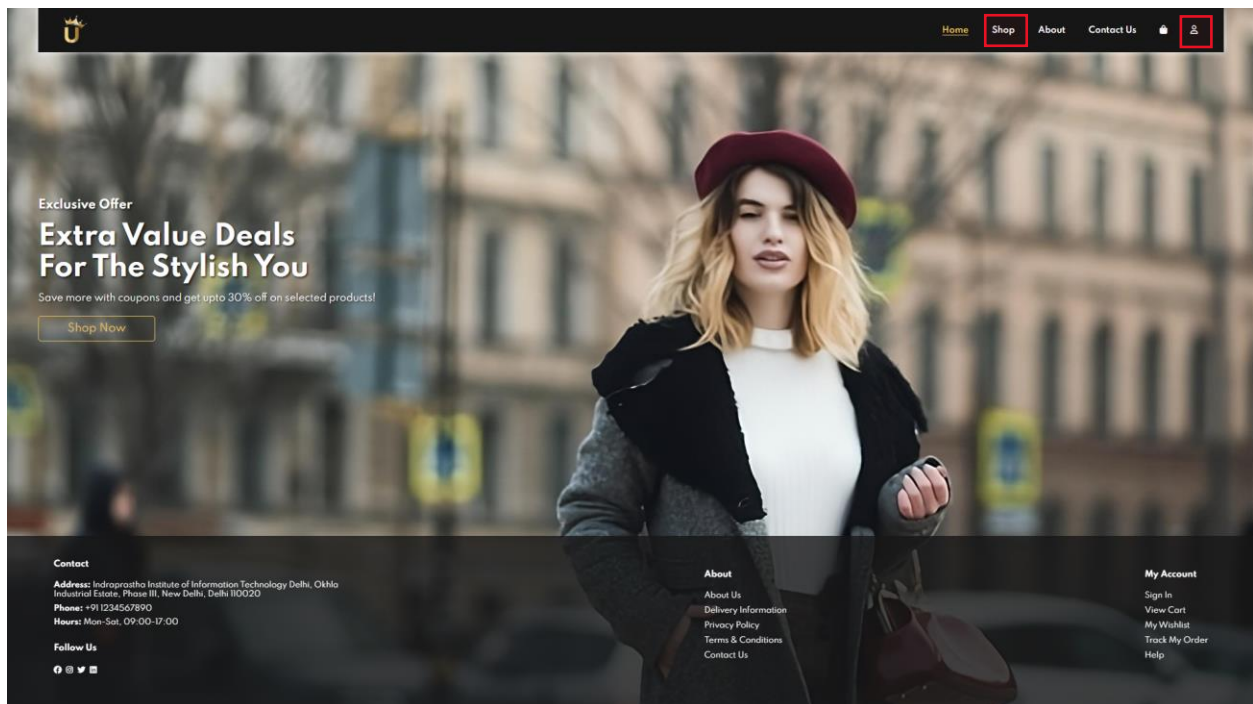 U
Home Shop About Contact Us
Exclusive Offer
Extra Value Deals
For The Stylish You
Save more with coupons and get upto 30% off on selected products!
Shop Now
Contact
Address: Indraprastha Institute of Information Technology Delhi, Okhla
Industrial Estate, Phase III, New Delhi, Delhi 110020
Phone: +91 1234567890
Hours: Mon-Sat, 09:00-17:00
Follow Us
About
About Us
Delivery Information
Privacy Policy
Terms & Conditions
Contact Us
My Account
Sign In
View Cart
My Wishlist
Track My Order
Help